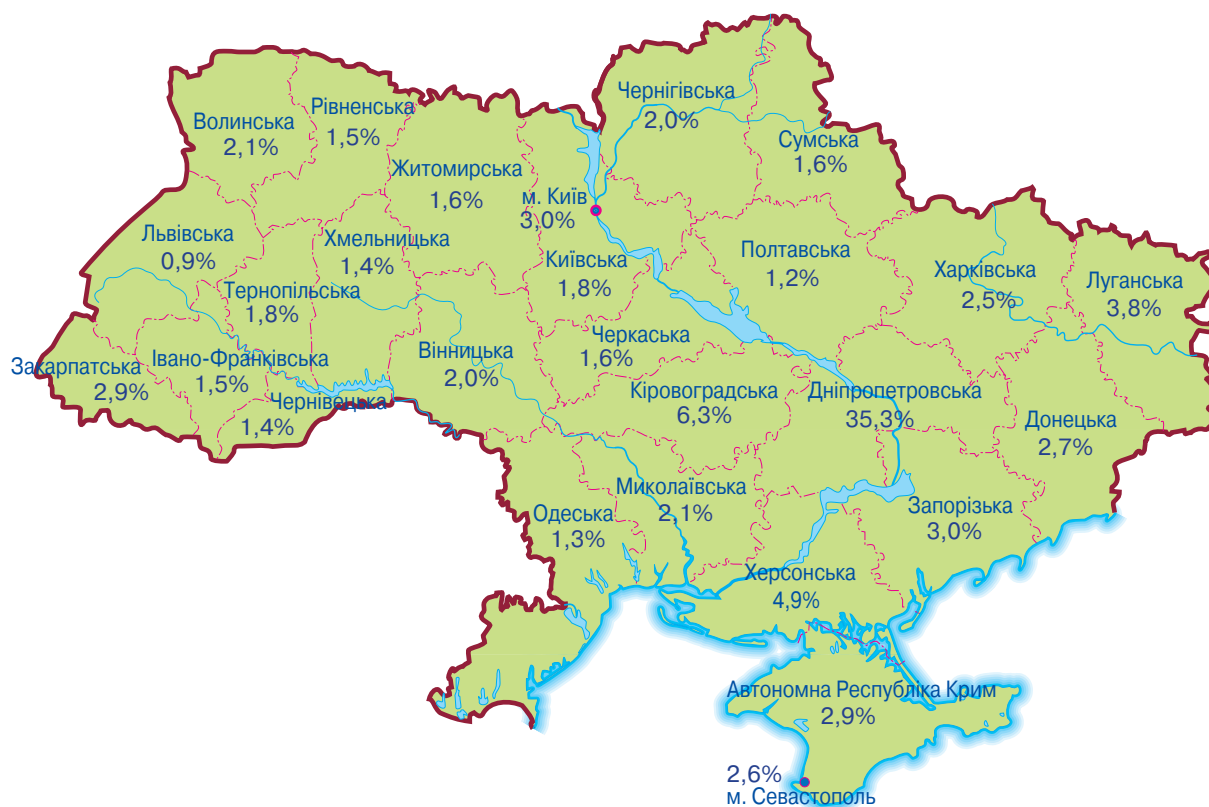 Волинська
2,1%
Рівненська
1,5%
Житомирська
1,6%
м. Київ
3,0%
Чернігівська
2,0%
Сумська
1,6%
Львівська
0,9%
Тернопільська
1,8%
Хмельницька
1,4%
Київська
1,8%
Полтавська
1,2%
Харківська
2,5%
Луганська
3,8%
Закарпатська
2,9%
Івано-Франківська
1,5%
Чернівецька
1,4%
Вінницька
2,0%
Черкаська
1,6%
Кіровоградська
6,3%
Дніпропетровська
35,3%
Донецька
2,7%
Одеська
1,3%
Миколаївська
2,1%
Запорізька
3,0%
Херсонська
4,9%
Автономна Республіка Крим
2,9%
2,6%
м. Севастополь